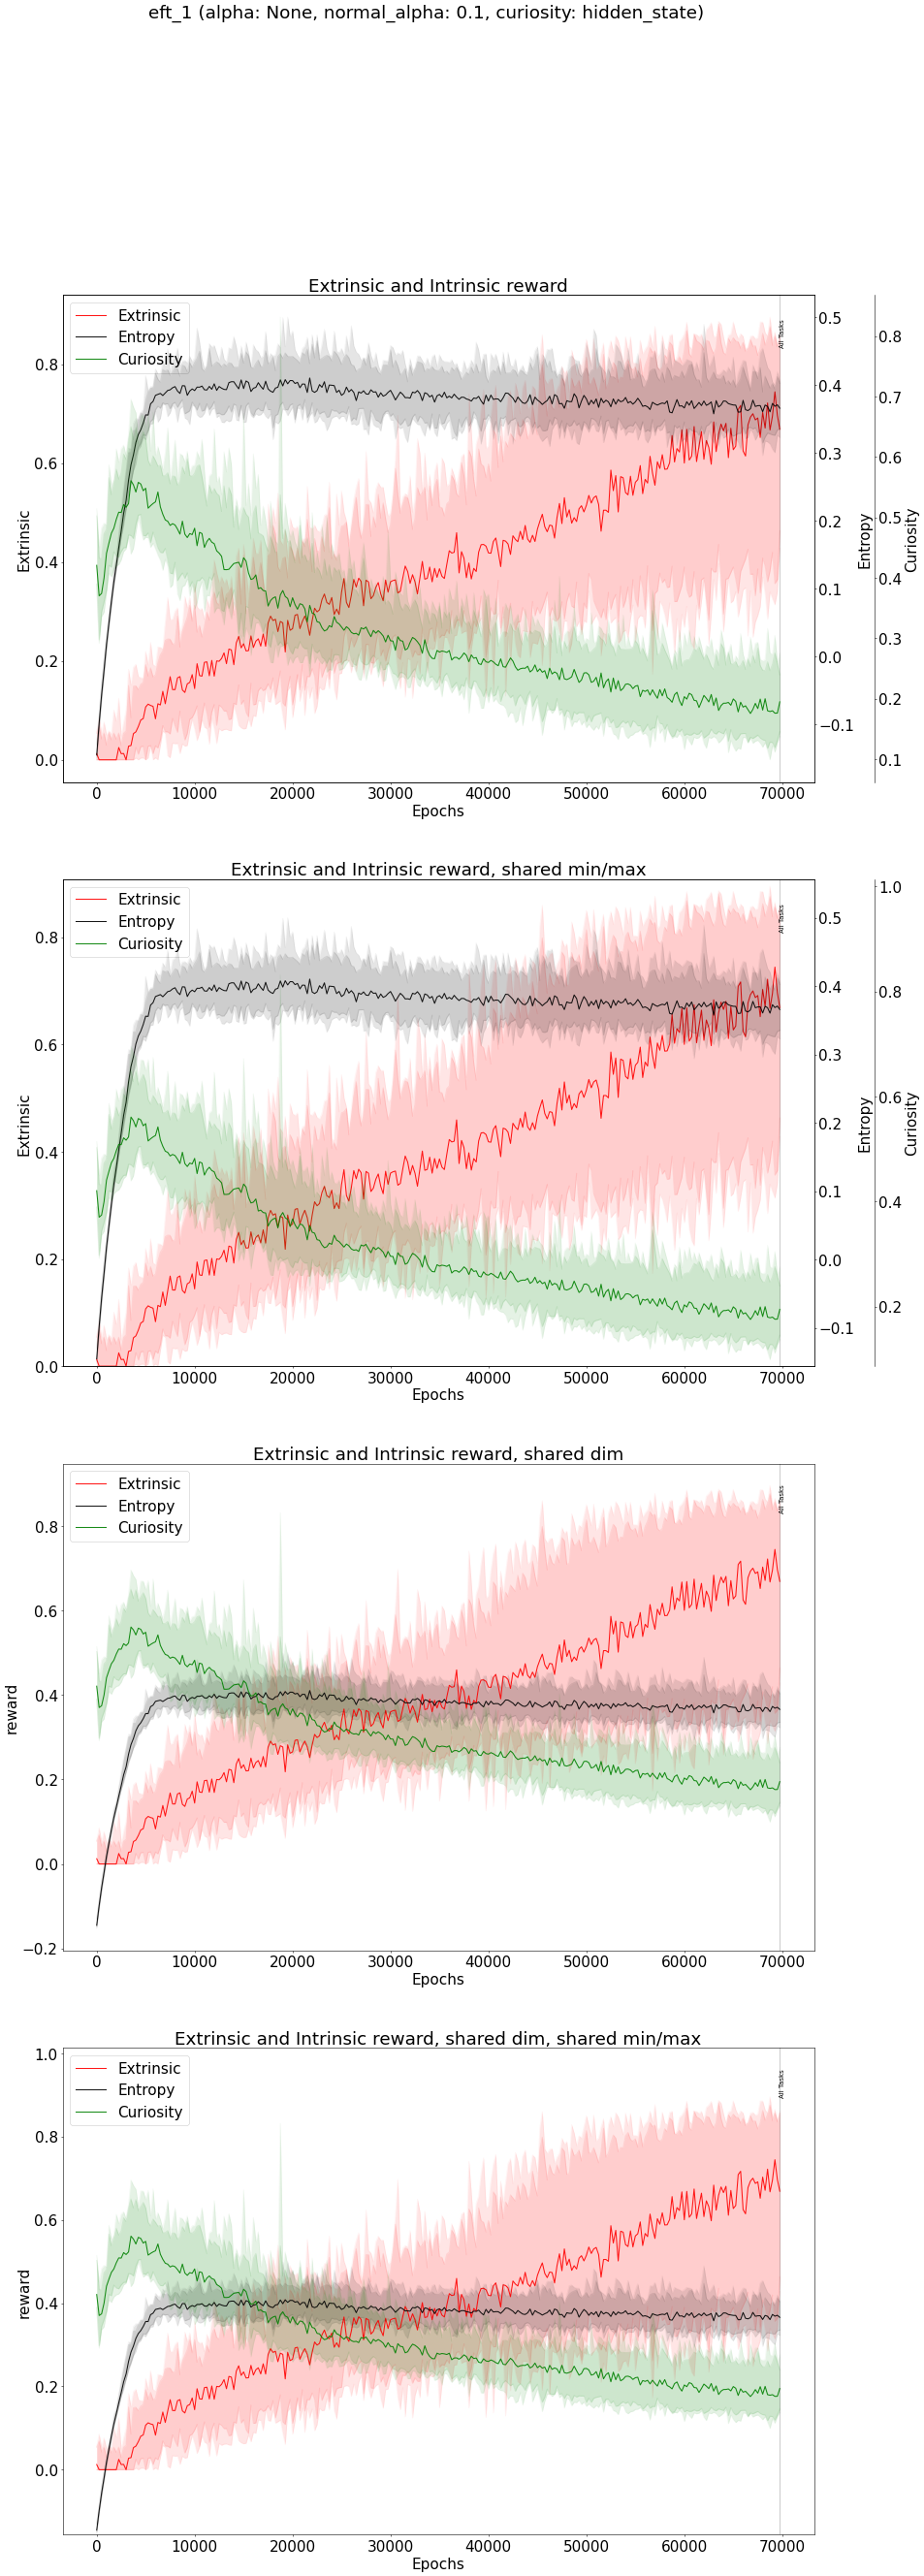 eft_1 (alpha: None, normal_alpha: 0.1, curiosity: hidden_state)
Extrinsic and Intrinsic reward
Extrinsic
Entropy
Curiosity
All Tasks
0.8
0.6
0.4
0.2
0.0
Extrinsic
0.5
0.4
0.3
0.2
0.1
0.0
−0.1
Entropy
0.8
0.7
0.6
0.5
0.4
0.3
0.2
0.1
Curiosity
0 10000 20000 30000 40000 50000 60000 70000
Epochs
Extrinsic and Intrinsic reward, shared min/max
Extrinsic
Entropy
Curiosity
All Tasks
0.8
0.6
0.4
0.2
0.0
Extrinsic
0.5
0.4
0.3
0.2
0.1
0.0
−0.1
Entropy
1.0
0.8
0.6
0.4
0.2
Curiosity
0 10000 20000 30000 40000 50000 60000 70000
Epochs
Extrinsic and Intrinsic reward, shared dim
Extrinsic
Entropy
Curiosity
All Tasks
0.8
0.6
0.4
0.2
0.0
−0.2
reward
0 10000 20000 30000 40000 50000 60000 70000
Epochs
Extrinsic and Intrinsic reward, shared dim, shared min/max
Extrinsic
Entropy
Curiosity
All Tasks
1.0
0.8
0.6
0.4
0.2
0.0
reward
0 10000 20000 30000 40000 50000 60000 70000
Epochs